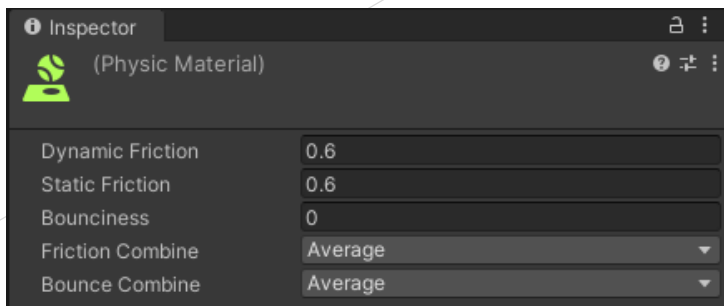 Inspector
(Physic Material)
Dynamic Friction 0.6
Static Friction 0.6
Bounciness 0
Friction Combine Average
Bounce Combine Average